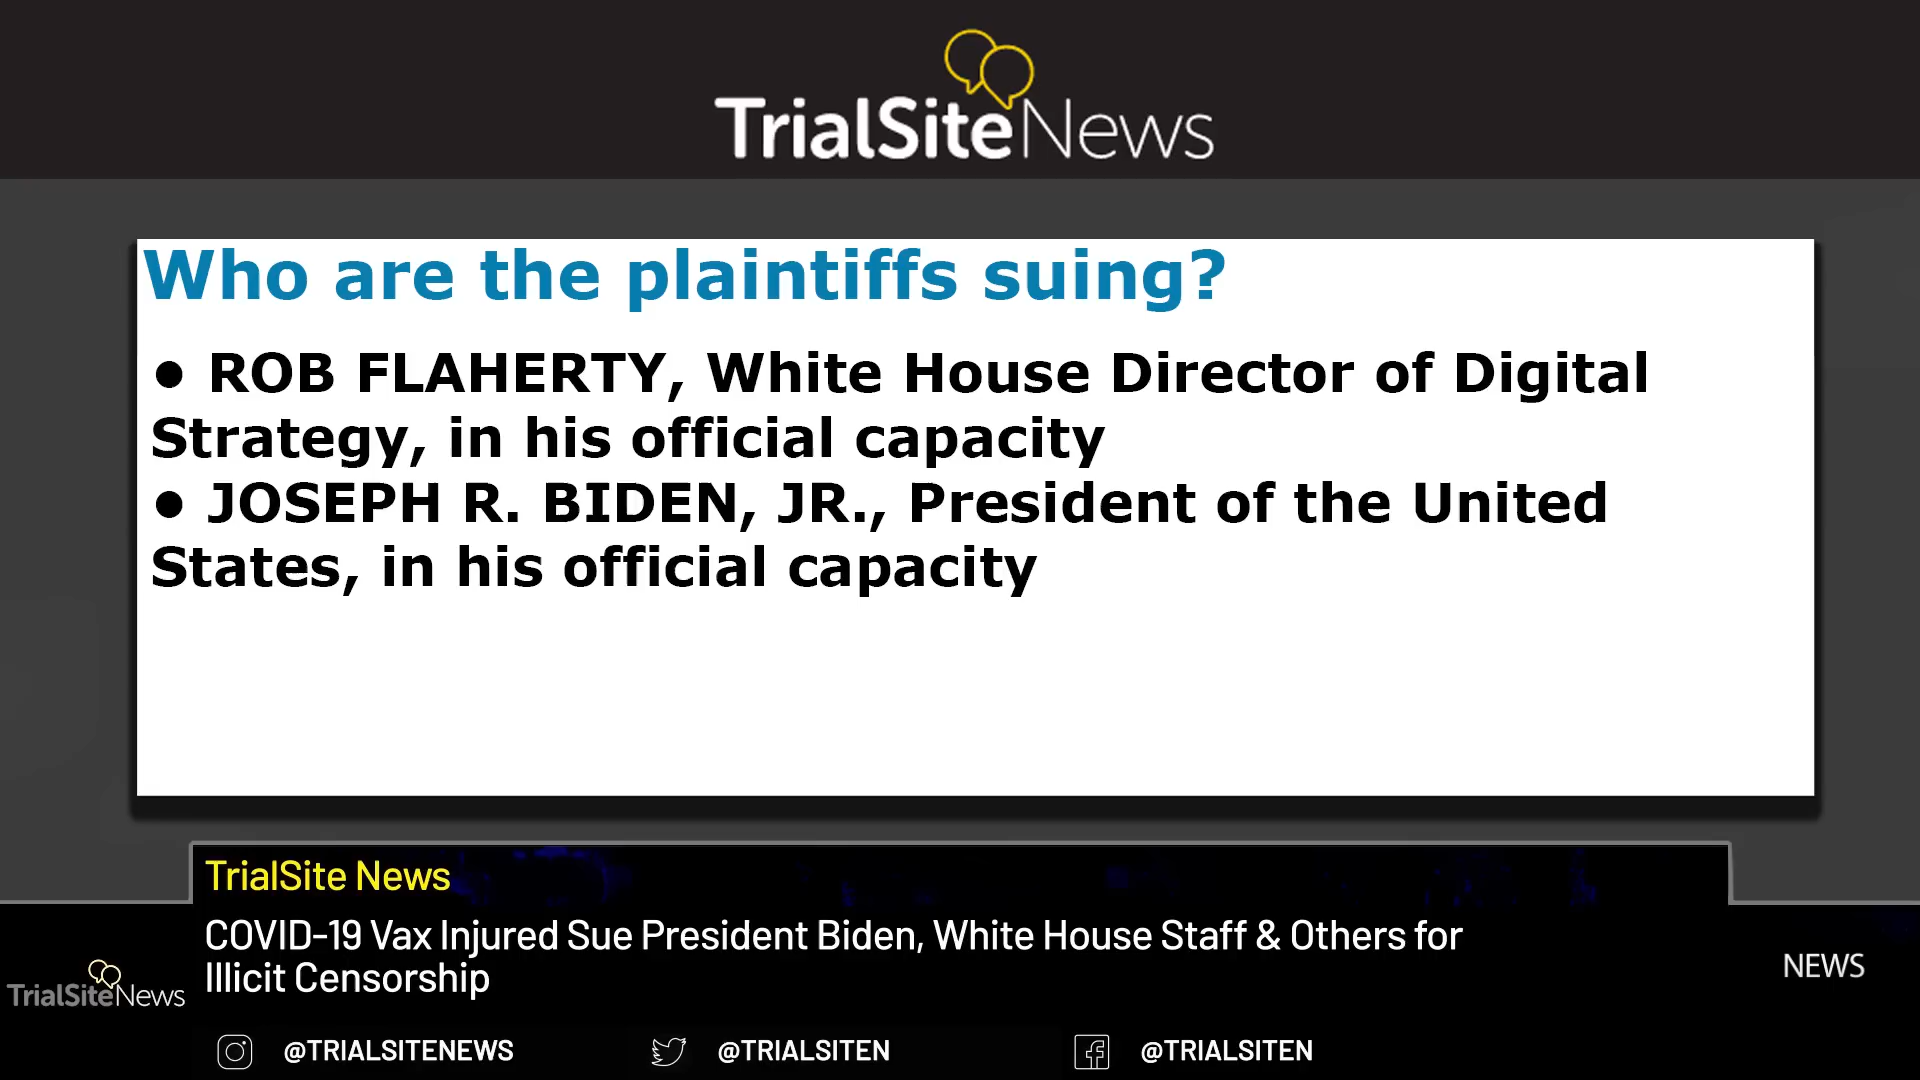 TrialSiteNews
Who are the plaintiffs suing?
● ROB FLAHERTY, White House Director of Digital
Strategy, in his official capacity
● JOSEPH R. BIDEN, JR., President of the United
States, in his official capacity
TrialSite News
COVID-19 Vax Injured Sue President Biden, White House Staff & Others for
Illicit Censorship
TrialSiteNews
NEWS
@TRIALSITENEWS
@TRIALSITEN
@TRIALSITEN